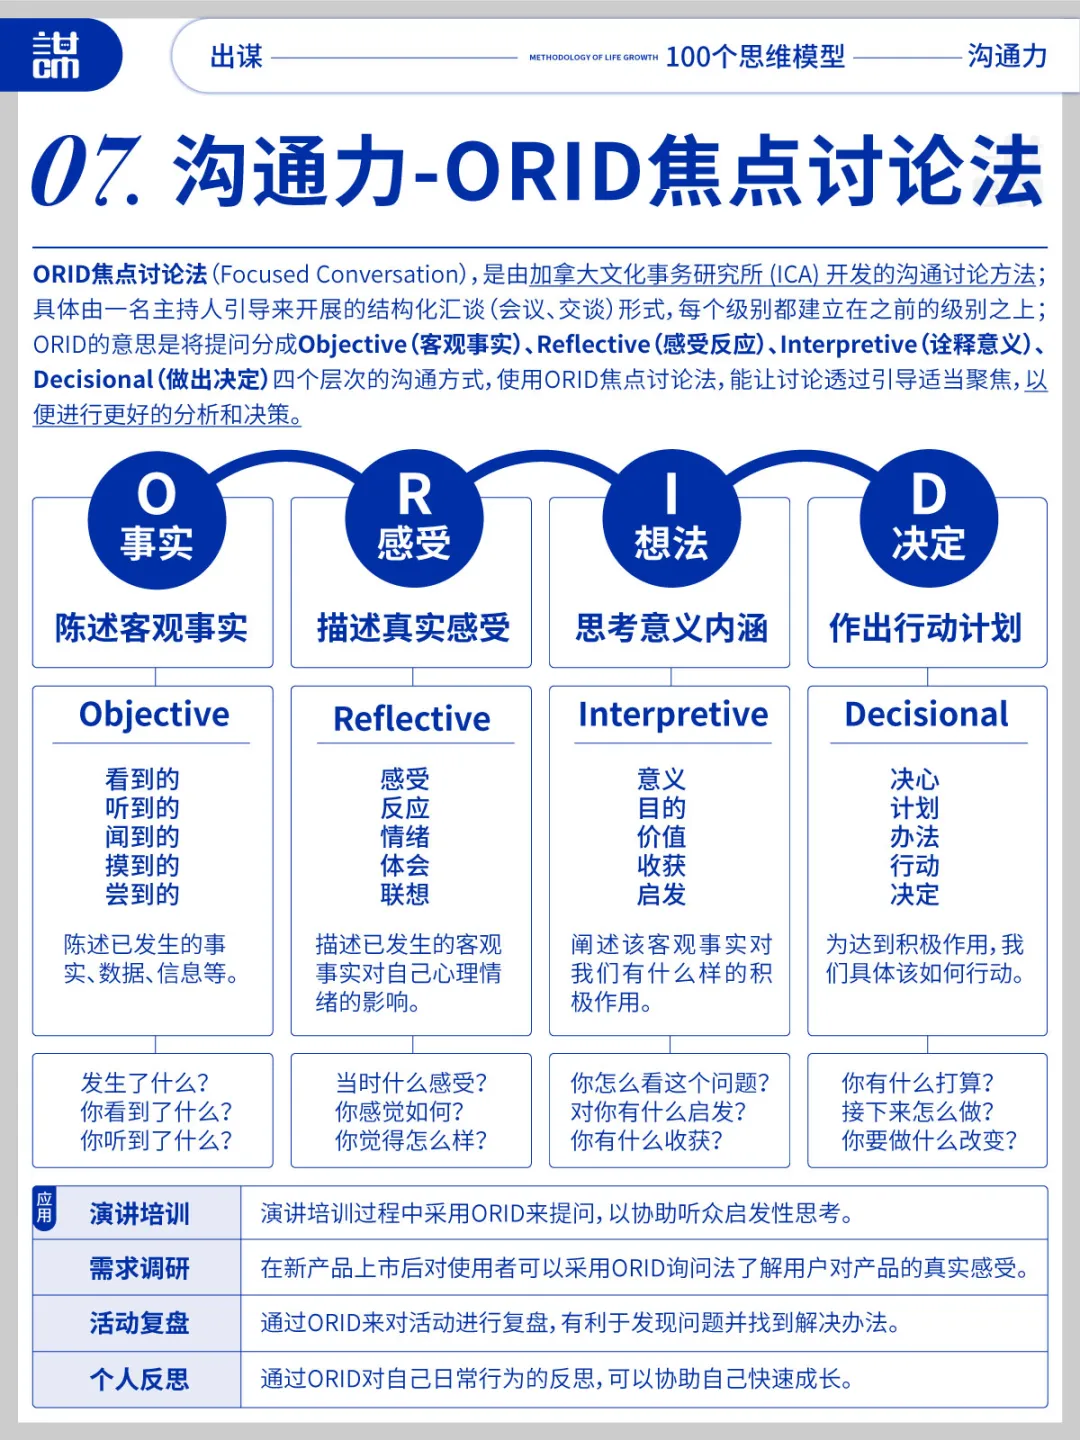 谋cm
出谋 METHODOLOGY OF LIFE GROWTH 100个思维模型 沟通力
07. 沟通力-ORID焦点讨论法
ORID焦点讨论法（Focused Conversation），是由加拿大文化事务研究所 (ICA) 开发的沟通讨论方法；
具体由一名主持人引导来开展的结构化汇谈（会议、交谈）形式，每个级别都建立在之前的级别之上；
ORID的意思是将提问分成Objective（客观事实）、Reflective（感受反应）、Interpretive（诠释意义）、
Decisional（做出决定）四个层次的沟通方式，使用ORID焦点讨论法，能让讨论透过引导适当聚焦，以
便进行更好的分析和决策。
O
事实
陈述客观事实
R
感受
描述真实感受
I
想法
思考意义内涵
D
决定
作出行动计划
Objective
看到的
听到的
闻到的
摸到的
尝到的
陈述已发生的事
实、数据、信息等。
Reflective
感受
反应
情绪
体会
联想
描述已发生的客观
事实对自己心理情
绪的影响。
Interpretive
意义
目的
价值
收获
启发
阐述该客观事实对
我们有什么样的积
极作用。
Decisional
决心
计划
办法
行动
决定
为达到积极作用，我
们具体该如何行动。
发生了什么？
你看到了什么？
你听到了什么？
当时什么感受？
你感觉如何？
你觉得怎么样？
你怎么看这个问题？
对你有什么启发？
你有什么收获？
你有什么打算？
接下来怎么做？
你要做什么改变？
应用
演讲培训 演讲培训过程中采用ORID来提问，以协助听众启发性思考。
需求调研 在新产品上市后对使用者可以采用ORID询问法了解用户对产品的真实感受。
活动复盘 通过ORID来对活动进行复盘，有利于发现问题并找到解决办法。
个人反思 通过ORID对自己日常行为的反思，可以协助自己快速成长。